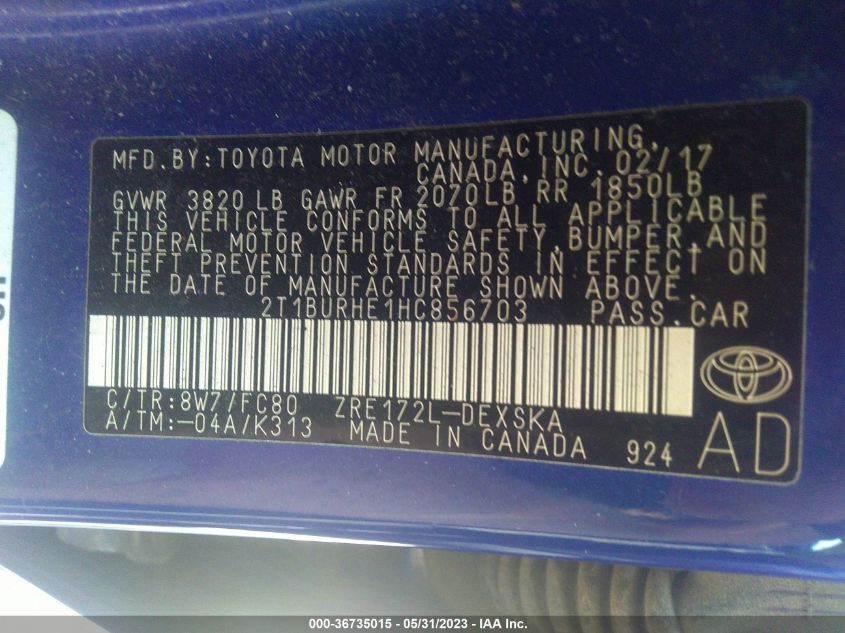 MFD.BY:TOYOTA MOTOR MANUFACTURING,
CANADA,INC. 02/17
GVWR 3820 LB GAWR FR 2070LB RR 1850LB
THIS VEHICLE CONFORMS TO ALL APPLICABLE
FEDERAL MOTOR VEHICLE SAFETY,BUMPER,AND
THEFT PREVENTION STANDARDS IN EFFECT ON
THE DATE OF MANUFACTURE SHOWN ABOVE.
2T1BURHE1HC856703 PASS.CAR
C/TR:8W7/FC80 ZRE172L-DEXSKA
A/TM:-04A/K313 MADE IN CANADA 924
AD
000-36735015 - 05/31/2023 - IAA Inc.